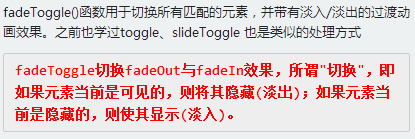 fadeToggle()函数用于切换所有匹配的元素，并带有淡入/淡出的过渡动
画效果。之前也学过toggle、slideToggle 也是类似的处理方式
fadeToggle切换fadeOut与fadeIn效果，所谓"切换"，即
如果元素当前是可见的，则将其隐藏(淡出)；如果元素当
前是隐藏的，则使其显示(淡入)。